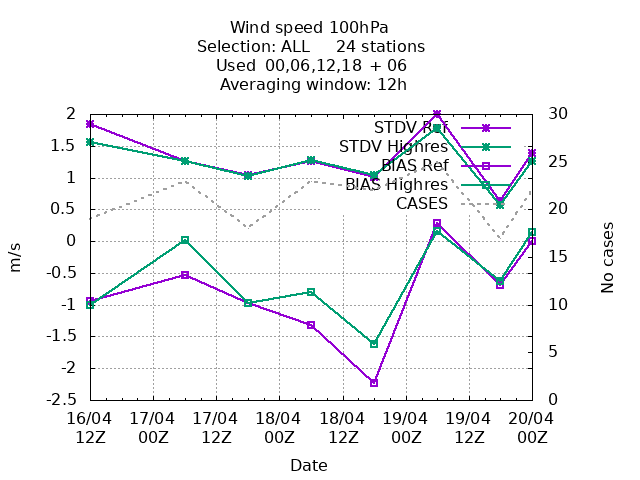 Wind speed 100hPa
Selection: ALL     24 stations
Used 00,06,12,18 + 06
Averaging window: 12h
STDV Ref
STDV Highres
BIAS Ref
BIAS Highres
CASES
2
1.5
1
0.5
0
-0.5
-1
-1.5
-2
-2.5
m/s
30
25
20
15
10
5
0
No cases
16/04 17/04 17/04 18/04 18/04 19/04 19/04 20/04
12Z 00Z 12Z 00Z 12Z 00Z 12Z 00Z
Date